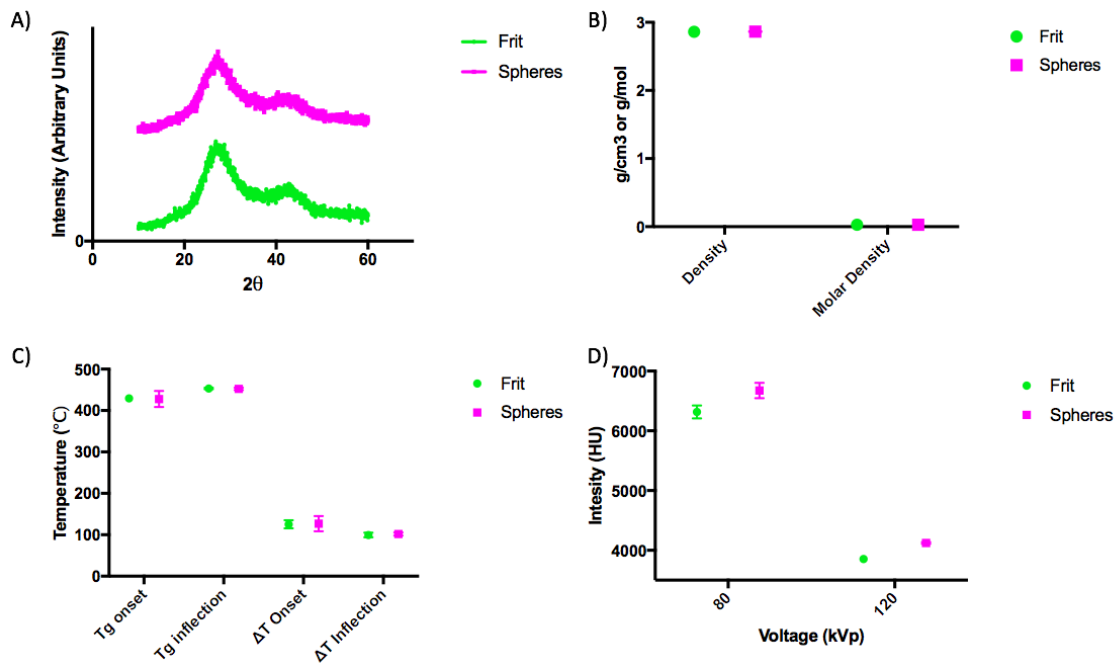 A)
Intensity (Arbitrary Units)
0
0
20
40
60
2θ
Frit
Spheres
B)
g/cm3 or g/mol
3
2
1
0
Density
Molar Density
Frit
Spheres
C)
Temperature (°C)
500
400
300
200
100
0
Tg onset
Tg inflection
ΔT Onset
ΔT Inflection
Frit
Spheres
D)
Intesity (HU)
7000
6000
5000
4000
80
120
Voltage (kVp)
Frit
Spheres